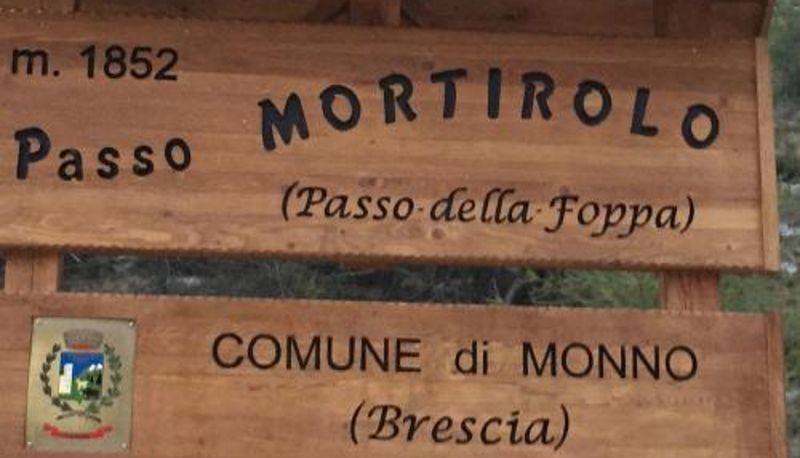 m. 1852
Passo MORTIROLO
(Passo della Foppa)
COMUNE di MONNO
(Brescia)